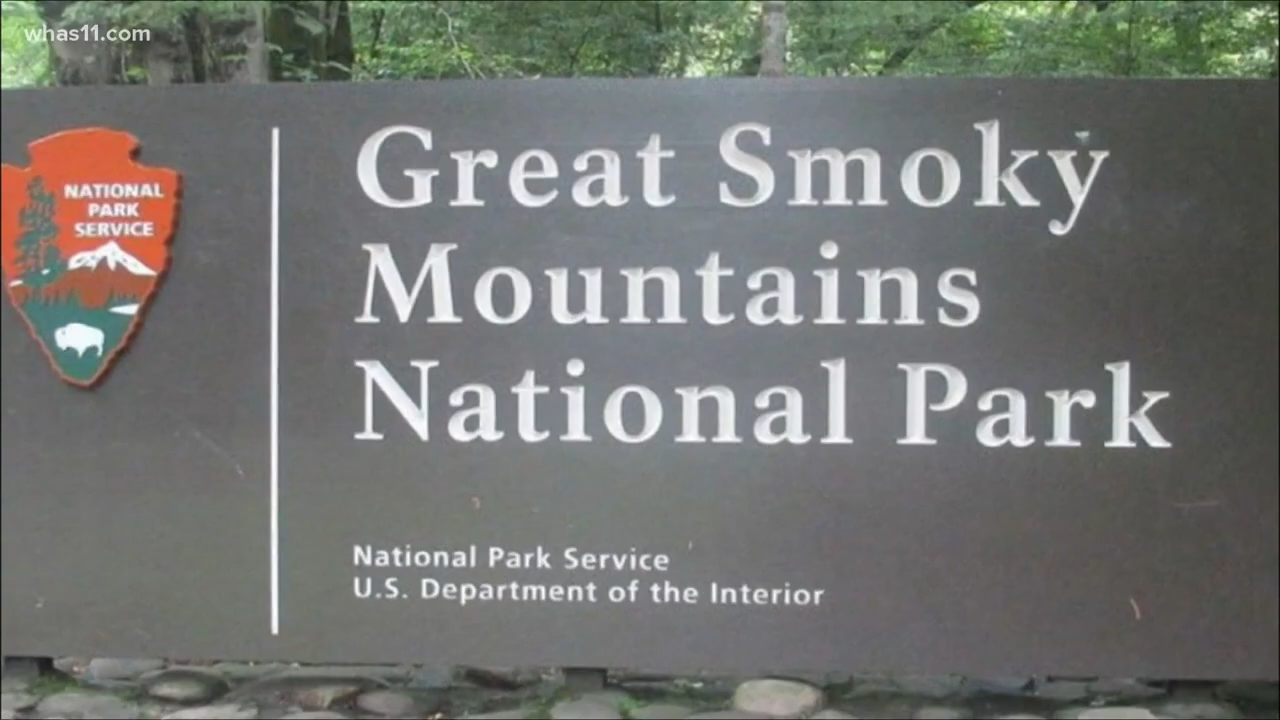 whas11.com
NATIONAL
PARK
SERVICE
Great Smoky
Mountains
National Park
National Park Service
U.S. Department of the Interior